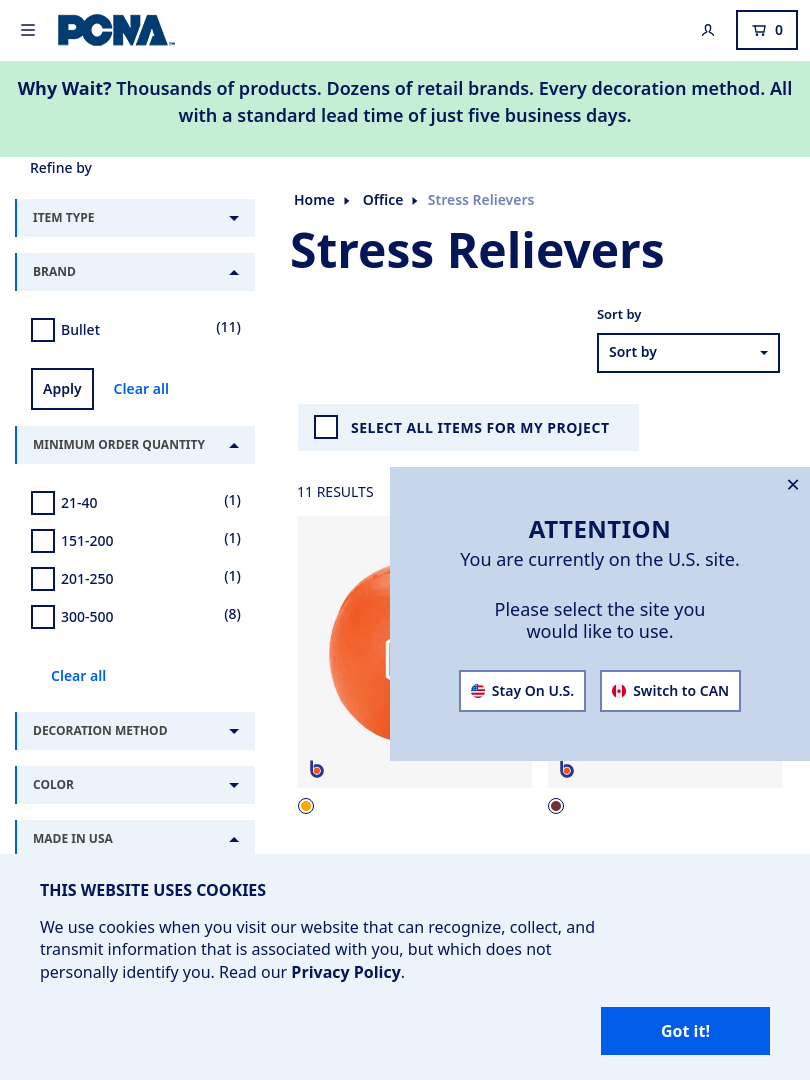 PCNA
0
Why Wait? Thousands of products. Dozens of retail brands. Every decoration method. All
with a standard lead time of just five business days.
Refine by
ITEM TYPE
BRAND
Bullet (11)
Apply Clear all
MINIMUM ORDER QUANTITY
21-40 (1)
151-200 (1)
201-250 (1)
300-500 (8)
Clear all
DECORATION METHOD
COLOR
MADE IN USA
Home Office Stress Relievers
Stress Relievers
Sort by
Sort by
SELECT ALL ITEMS FOR MY PROJECT
11 RESULTS
ATTENTION
You are currently on the U.S. site.
Please select the site you
would like to use.
Stay On U.S. Switch to CAN
THIS WEBSITE USES COOKIES
We use cookies when you visit our website that can recognize, collect, and
transmit information that is associated with you, but which does not
personally identify you. Read our Privacy Policy.
Got it!